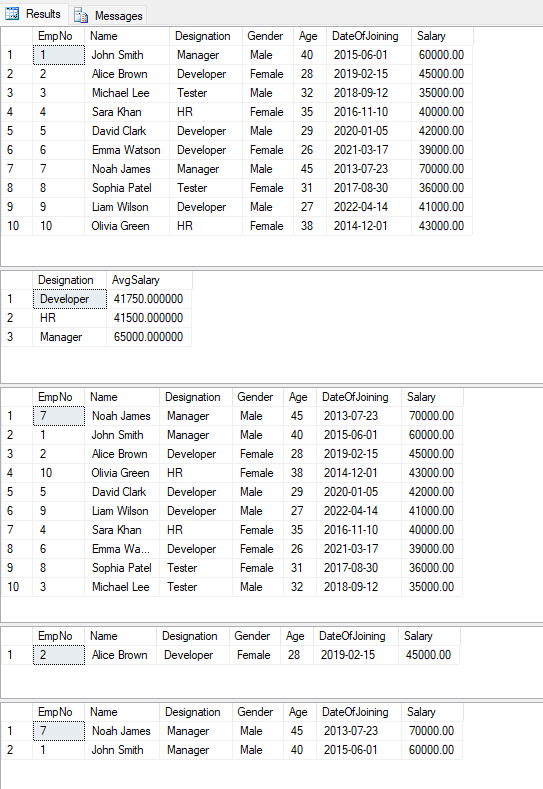 Results Messages
EmpNo Name Designation Gender Age DateOfJoining Salary
1 1 John Smith Manager Male 40 2015-06-01 60000.00
2 2 Alice Brown Developer Female 28 2019-02-15 45000.00
3 3 Michael Lee Tester Male 32 2018-09-12 35000.00
4 4 Sara Khan HR Female 35 2016-11-10 40000.00
5 5 David Clark Developer Male 29 2020-01-05 42000.00
6 6 Emma Watson Developer Female 26 2021-03-17 39000.00
7 7 Noah James Manager Male 45 2013-07-23 70000.00
8 8 Sophia Patel Tester Female 31 2017-08-30 36000.00
9 9 Liam Wilson Developer Male 27 2022-04-14 41000.00
10 10 Olivia Green HR Female 38 2014-12-01 43000.00
Designation AvgSalary
1 Developer 41750.000000
2 HR 41500.000000
3 Manager 65000.000000
EmpNo Name Designation Gender Age DateOfJoining Salary
1 7 Noah James Manager Male 45 2013-07-23 70000.00
2 1 John Smith Manager Male 40 2015-06-01 60000.00
3 2 Alice Brown Developer Female 28 2019-02-15 45000.00
4 10 Olivia Green HR Female 38 2014-12-01 43000.00
5 5 David Clark Developer Male 29 2020-01-05 42000.00
6 9 Liam Wilson Developer Male 27 2022-04-14 41000.00
7 4 Sara Khan HR Female 35 2016-11-10 40000.00
8 6 Emma Wa... Developer Female 26 2021-03-17 39000.00
9 8 Sophia Patel Tester Female 31 2017-08-30 36000.00
10 3 Michael Lee Tester Male 32 2018-09-12 35000.00
EmpNo Name Designation Gender Age DateOfJoining Salary
1 2 Alice Brown Developer Female 28 2019-02-15 45000.00
EmpNo Name Designation Gender Age DateOfJoining Salary
1 7 Noah James Manager Male 45 2013-07-23 70000.00
2 1 John Smith Manager Male 40 2015-06-01 60000.00